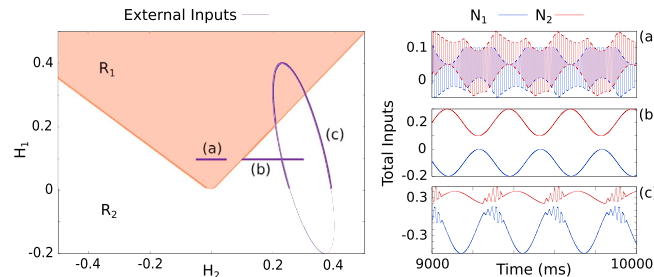 External Inputs
N1 N2
R1
R2
(a)
(b)
(c)
H1
0.4
0.2
0
-0.2
-0.4 -0.2 0 0.2 0.4
H2
Total Inputs
0.1
0
(a)
0.2
0
-0.2
(b)
0.3
-0.3
(c)
9000 10000
Time (ms)